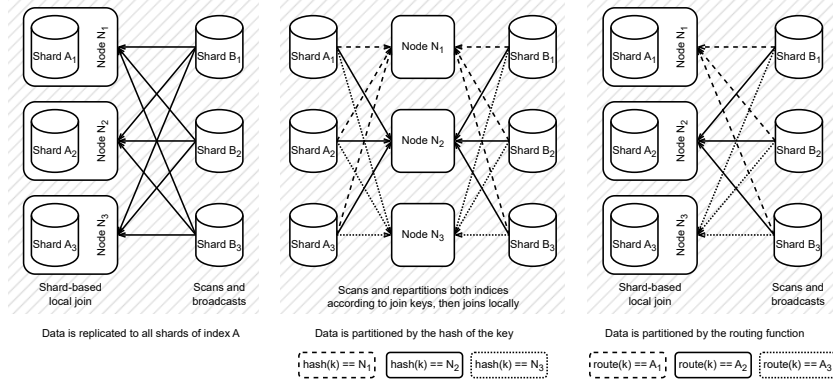 Shard A1
Node N1
Shard B1
Shard A2
Node N2
Shard B2
Shard A3
Node N3
Shard B3
Shard-based
local join
Scans and
broadcasts
Data is replicated to all shards of index A
Shard A1
Node N1
Shard B1
Shard A2
Node N2
Shard B2
Shard A3
Node N3
Shard B3
Scans and repartitions both indices
according to join keys, then joins locally
Data is partitioned by the hash of the key
hash(k) == N1
hash(k) == N2
hash(k) == N3
Shard A1
Node N1
Shard B1
Shard A2
Node N2
Shard B2
Shard A3
Node N3
Shard B3
Shard-based
local join
Scans and
broadcasts
Data is partitioned by the routing function
route(k) == A1
route(k) == A2
route(k) == A3